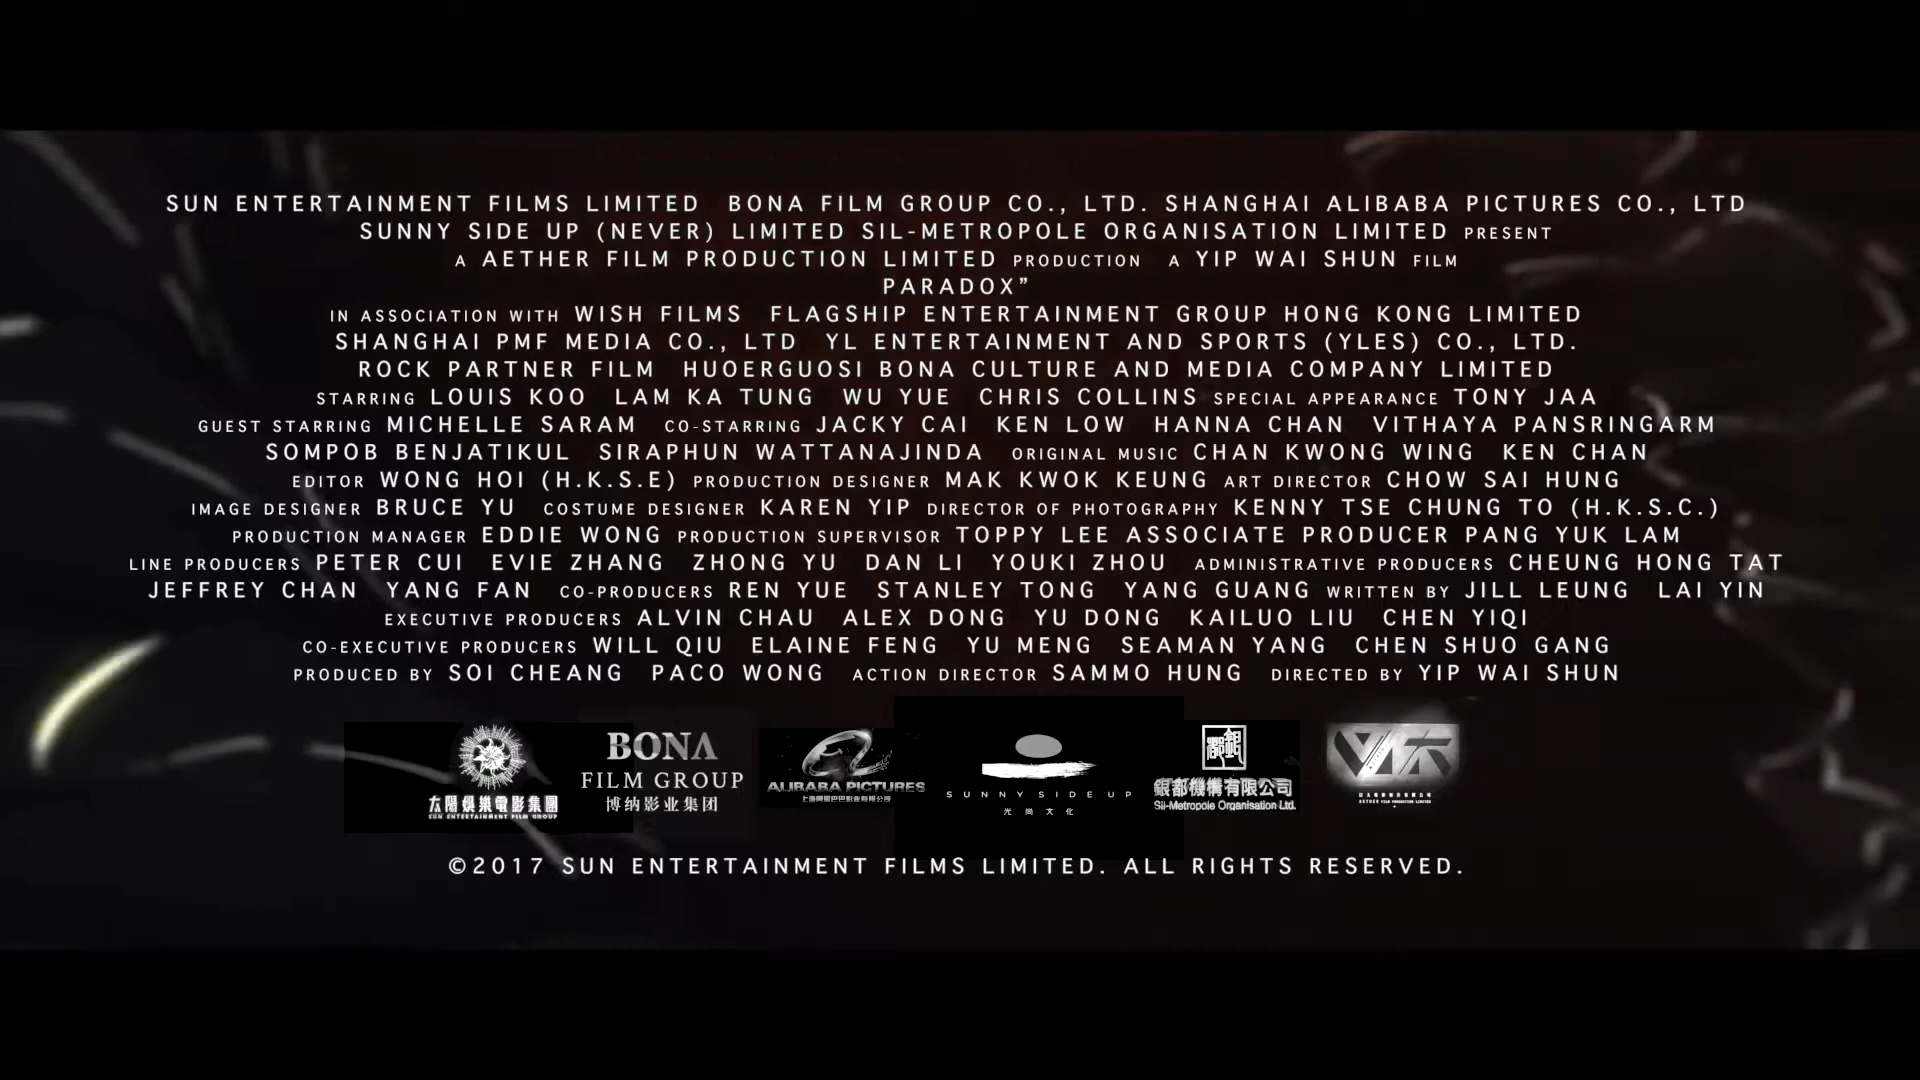 SUN ENTERTAINMENT FILMS LIMITED BONA FILM GROUP CO., LTD. SHANGHAI ALIBABA PICTURES CO., LTD
SUNNY SIDE UP (NEVER) LIMITED SIL-METROPOLE ORGANISATION LIMITED PRESENT
A AETHER FILM PRODUCTION LIMITED PRODUCTION A YIP WAI SHUN FILM
PARADOX”
IN ASSOCIATION WITH WISH FILMS FLAGSHIP ENTERTAINMENT GROUP HONG KONG LIMITED
SHANGHAI PMF MEDIA CO., LTD YL ENTERTAINMENT AND SPORTS (YLES) CO., LTD.
ROCK PARTNER FILM HUOERGUOSI BONA CULTURE AND MEDIA COMPANY LIMITED
STARRING LOUIS KOO LAM KA TUNG WU YUE CHRIS COLLINS SPECIAL APPEARANCE TONY JAA
GUEST STARRING MICHELLE SARAM CO-STARRING JACKY CAI KEN LOW HANNA CHAN VITHAYA PANSRINGARM
SOMPOB BENJATIKUL SIRAPHUN WATTANAJINDA ORIGINAL MUSIC CHAN KWONG WING KEN CHAN
EDITOR WONG HOI (H.K.S.E) PRODUCTION DESIGNER MAK KWOK KEUNG ART DIRECTOR CHOW SAI HUNG
IMAGE DESIGNER BRUCE YU COSTUME DESIGNER KAREN YIP DIRECTOR OF PHOTOGRAPHY KENNY TSE CHUNG TO (H.K.S.C.)
PRODUCTION MANAGER EDDIE WONG PRODUCTION SUPERVISOR TOPPY LEE ASSOCIATE PRODUCER PANG YUK LAM
LINE PRODUCERS PETER CUI EVIE ZHANG ZHONG YU DAN LI YOUKI ZHOU ADMINISTRATIVE PRODUCERS CHEUNG HONG TAT
JEFFREY CHAN YANG FAN CO-PRODUCERS REN YUE STANLEY TONG YANG GUANG WRITTEN BY JILL LEUNG LAI YIN
EXECUTIVE PRODUCERS ALVIN CHAU ALEX DONG YU DONG KAILUO LIU CHEN YIQI
CO-EXECUTIVE PRODUCERS WILL QIU ELAINE FENG YU MENG SEAMAN YANG CHEN SHUO GANG
PRODUCED BY SOI CHEANG PACO WONG ACTION DIRECTOR SAMMO HUNG DIRECTED BY YIP WAI SHUN
太陽娛樂電影集團
SUN ENTERTAINMENT FILM GROUP
BONA
FILM GROUP
博纳影业集团
ALIBABA PICTURES
SUNNY SIDE UP
光尚文化
銀都機構有限公司
Sil-Metropole Organisation Ltd.
AETHER FILM PRODUCTION LIMITED
©2017 SUN ENTERTAINMENT FILMS LIMITED. ALL RIGHTS RESERVED.